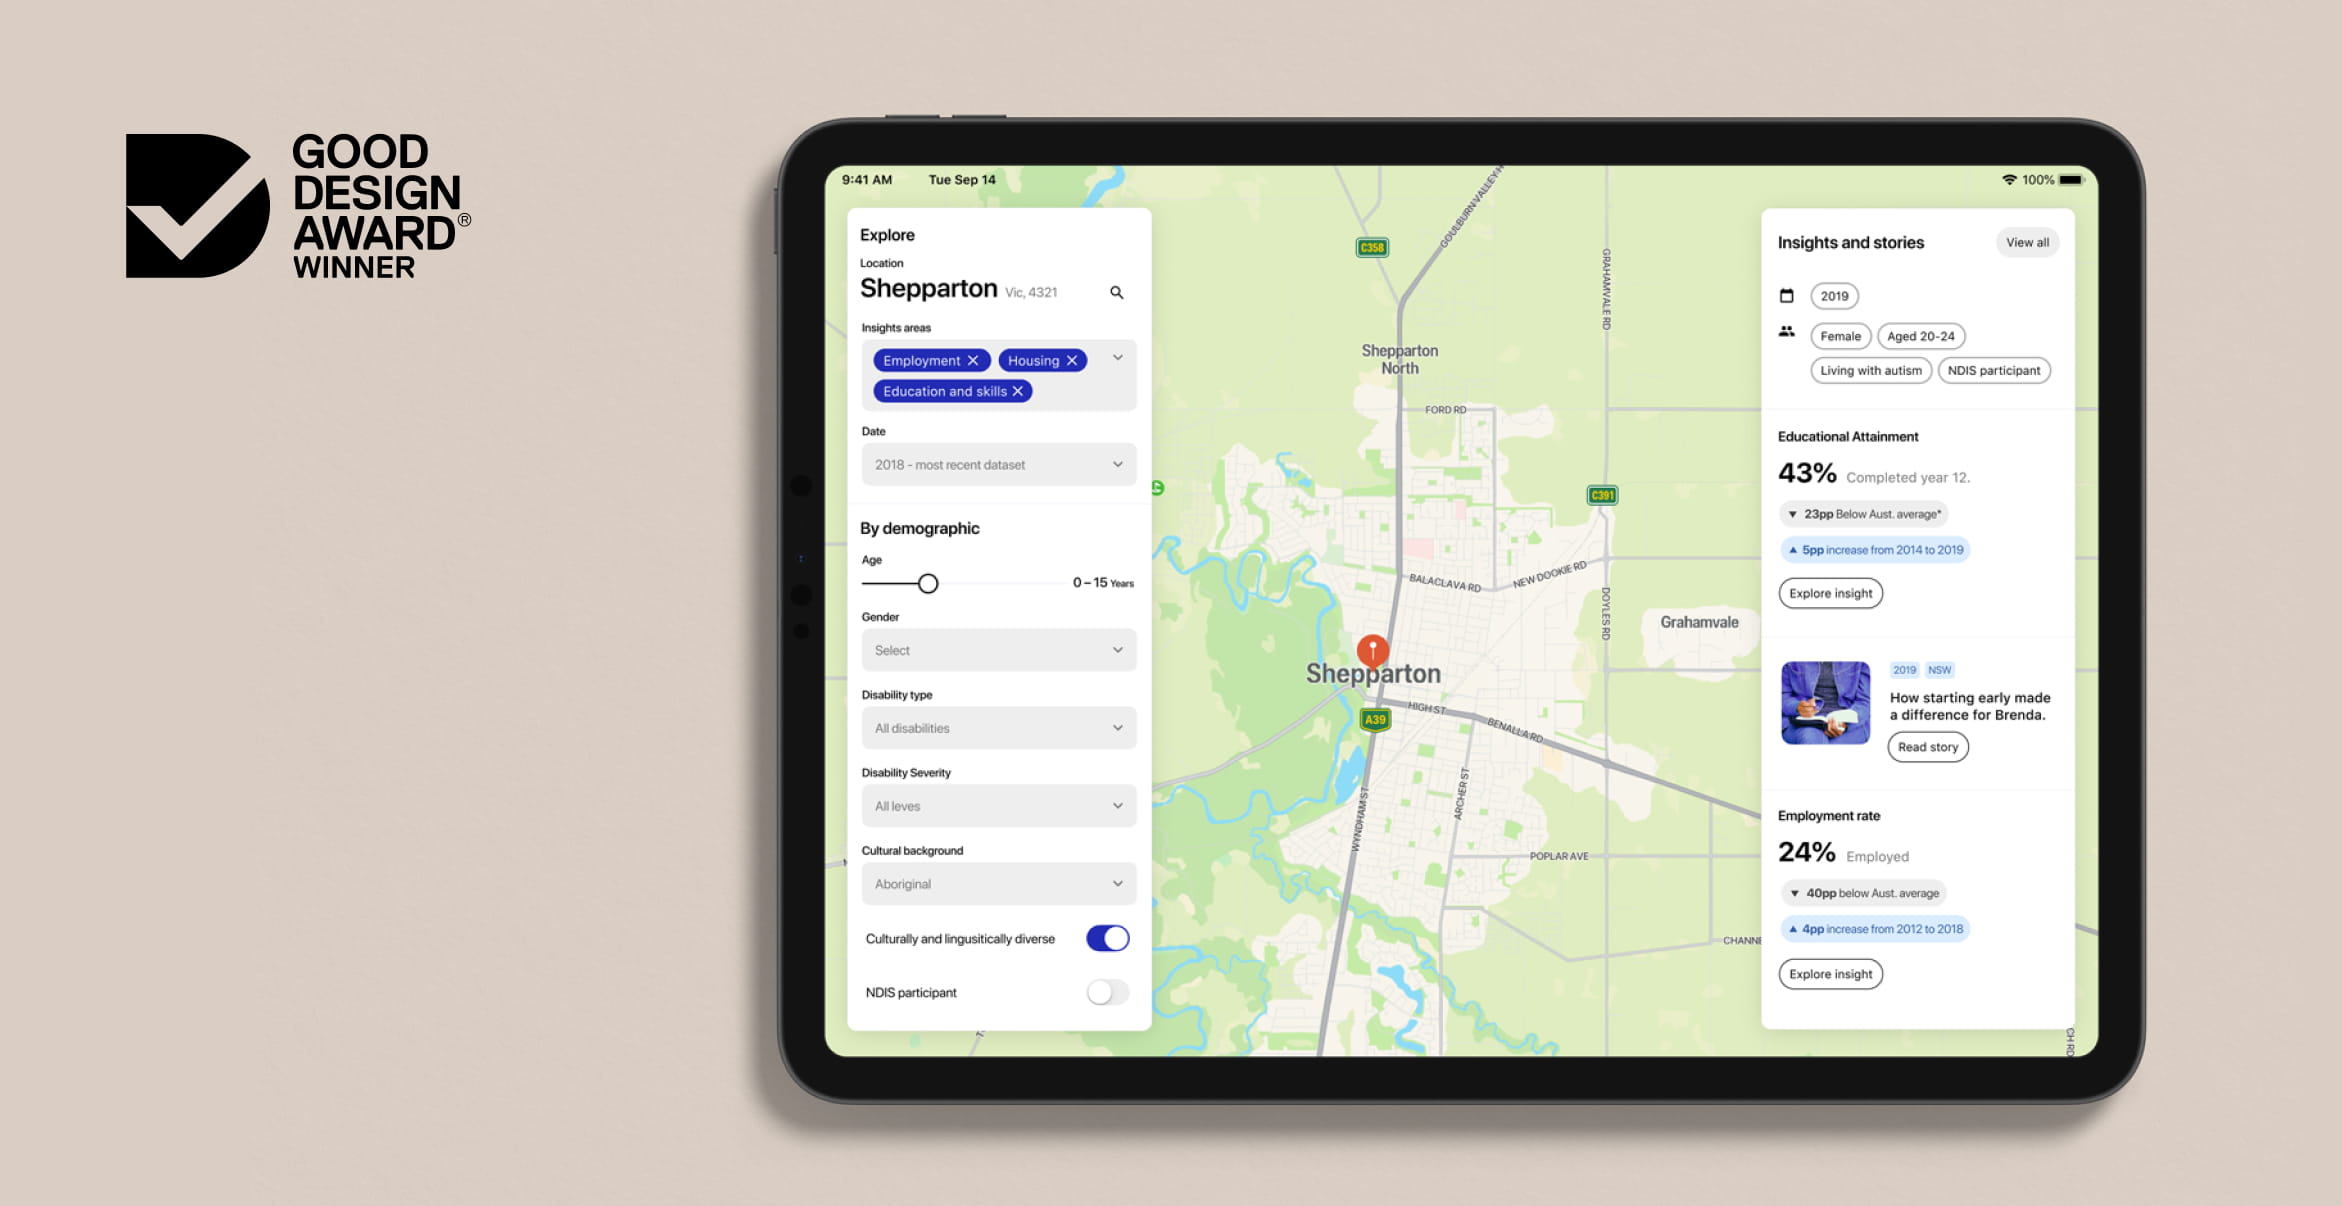 GOOD
DESIGN
AWARD®
WINNER
9:41 AM Tue Sep 14
100%
Explore
Location
Shepparton Vic, 4321
Insights areas
Employment ✕ Housing ✕
Education and skills ✕
Date
2018 - most recent dataset
By demographic
Age
0 – 15 Years
Gender
Select
Disability type
All disabilities
Disability Severity
All leves
Cultural background
Aboriginal
Culturally and lingusitically diverse
NDIS participant
C358
GOULBURN VALLEY H
GRAHAMVALE RD
Shepparton
North
FORD RD
C391
BALACLAVA RD
NEW DOOKIE RD
DOYLES RD
Grahamvale
Shepparton
A39
HIGH ST
BENALLA RD
WYNDHAM ST
ARCHER ST
POPLAR AVE
CHANNE
CH RD
Insights and stories
View all
2019
Female Aged 20-24
Living with autism NDIS participant
Educational Attainment
43% Completed year 12.
▼ 23pp Below Aust. average*
▲ 5pp increase from 2014 to 2019
Explore insight
2019 NSW
How starting early made
a difference for Brenda.
Read story
Employment rate
24% Employed
▼ 40pp below Aust. average
▲ 4pp increase from 2012 to 2018
Explore insight